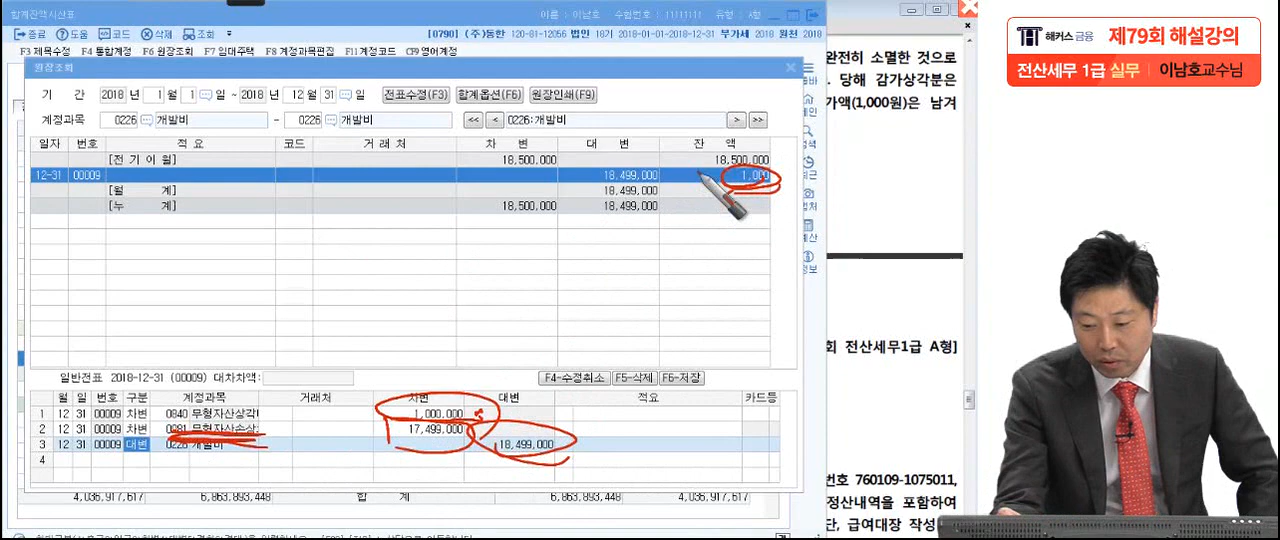 합계잔액시산표
이름 : 이남호 수험번호 : 11111111 유형 : A형
종료 도움 코드 삭제 조회
[0790] (주)동한 120-81-12056 법인 18기 2018-01-01~2018-12-31 부가세 2018 원천 2018
F3 제목수정 F4 통합계정 F6 원장조회 F7 임대주택 F8 계정과목편집 F11계정코드 CF9영어계정
원장조회
기 간 2018 년 1 월 1 일 ~ 2018 년 12 월 31 일 전표수정(F3) 합계옵션(F6) 원장인쇄(F9)
계정과목 0226 개발비 - 0226 개발비 << < 0226:개발비 > >>
일자 번호 적 요 코드 거 래 처 차 변 대 변 잔 액
[전 기 이 월] 18,500,000 18,500,000
12-31 00009 18,499,000 1,000
[월 계] 18,499,000
[누 계] 18,500,000 18,499,000
일반전표 2018-12-31 (00009) 대차차액: F4-수정취소 F5-삭제 F6-저장
월 일 번호 구분 계정과목 거래처 차변 대변 적요 카드등
1 12 31 00009 차변 0840 무형자산상각 1,000,000
2 12 31 00009 차변 무형자산손상 17,499,000
3 12 31 00009 대변 0226 개발비 18,499,000
4
4,036,917,617 6,863,893,448 합 계 6,863,893,448 4,036,917,617
완전히 소멸한 것으로
당해 감가상각분은
가액(1,000원)은 남겨
회 전산세무1급 A형]
번호 760109-1075011,
정산내역을 포함하여
단, 급여대장 작성
해커스 금융 제79회 해설강의
전산세무 1급 실무 이남호교수님